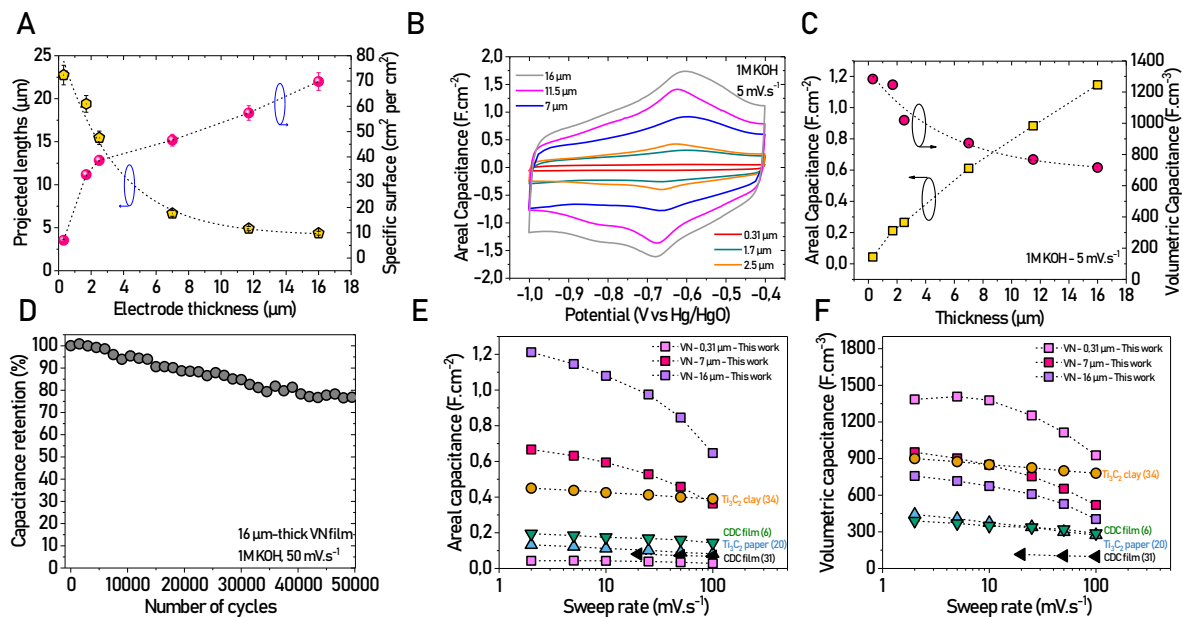 A
Projected lengths (µm)
25
20
15
10
5
0
80
70
60
50
40
30
20
10
0
Specific surface (cm² per cm²)
0 2 4 6 8 10 12 14 16 18
Electrode thickness (µm)
B
Areal Capacitance (F.cm⁻²)
2,0
1,5
1,0
0,5
0,0
−0,5
−1,0
−1,5
−2,0
16 µm
11.5 µm
7 µm
1M KOH
5 mV.s⁻¹
0.31 µm
1.7 µm
2.5 µm
−1,0 −0,9 −0,8 −0,7 −0,6 −0,5 −0,4
Potential (V vs Hg/HgO)
C
Areal Capacitance (F.cm⁻²)
1,2
1,0
0,8
0,6
0,4
0,2
0,0
1400
1200
1000
800
600
400
200
0
Volumetric Capacitance (F.cm⁻³)
1M KOH – 5 mV.s⁻¹
0 2 4 6 8 10 12 14 16 18
Thickness (µm)
D
Capacitance retention (%)
100
95
90
85
80
75
70
65
60
55
50
16 µm-thick VN film
1M KOH, 50 mV.s⁻¹
0 10000 20000 30000 40000 50000
Number of cycles
E
Areal capacitance (F.cm⁻²)
1,2
1,0
0,8
0,6
0,4
0,2
0,0
VN – 0,31 µm – This work
VN – 7 µm – This work
VN – 16 µm – This work
Ti₃C₂ clay (34)
CDC film (6)
Ti₃C₂ paper (20)
CDC film (31)
1 10 100
Sweep rate (mV.s⁻¹)
F
Volumetric capacitance (F.cm⁻³)
1800
1500
1200
900
600
300
0
VN – 0,31 µm – This work
VN – 7 µm – This work
VN – 16 µm – This work
Ti₃C₂ clay (34)
CDC film (6)
Ti₃C₂ paper (20)
CDC film (31)
1 10 100
Sweep rate (mV.s⁻¹)